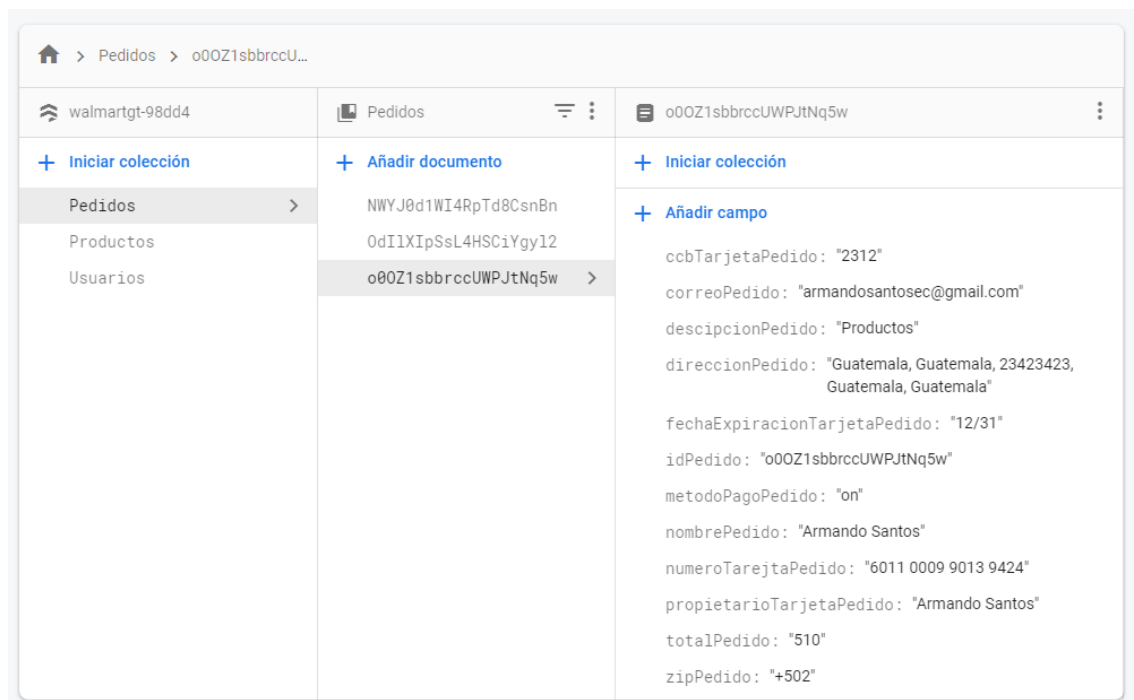 Pedidos > o0OZ1sbbrccU...
walmartgt-98dd4
Iniciar colección
Pedidos
Productos
Usuarios
Pedidos
Añadir documento
NWYJ0d1WI4RpTd8CsnBn
OdIlXIpSsL4HSCiYgyl2
o0OZ1sbbrccUWPJtNq5w
o0OZ1sbbrccUWPJtNq5w
Iniciar colección
Añadir campo
ccbTarjetaPedido: "2312"
correoPedido: "armandosantosec@gmail.com"
descipcionPedido: "Productos"
direccionPedido: "Guatemala, Guatemala, 23423423,
Guatemala, Guatemala"
fechaExpiracionTarjetaPedido: "12/31"
idPedido: "o0OZ1sbbrccUWPJtNq5w"
metodoPagoPedido: "on"
nombrePedido: "Armando Santos"
numeroTarejtaPedido: "6011 0009 9013 9424"
propietarioTarjetaPedido: "Armando Santos"
totalPedido: "510"
zipPedido: "+502"